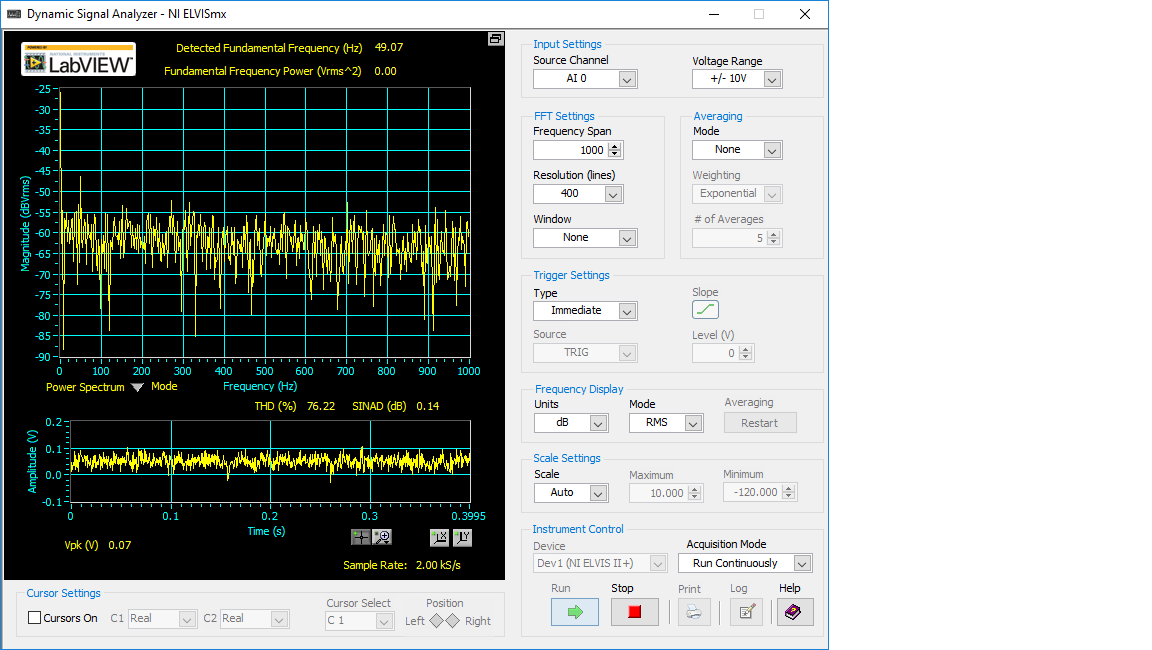 Dynamic Signal Analyzer - NI ELVISmx
POWERED BY
NATIONAL INSTRUMENTS
LabVIEW™
Detected Fundamental Frequency (Hz) 49.07
Fundamental Frequency Power (Vrms^2) 0.00
Magnitude (dBVrms)
-25
-30
-35
-40
-45
-50
-55
-60
-65
-70
-75
-80
-85
-90
0 100 200 300 400 500 600 700 800 900 1000
Power Spectrum Mode Frequency (Hz)
THD (%) 76.22 SINAD (dB) 0.14
Amplitude (V)
0.2
0.1
0.0
-0.1
0 0.1 0.2 0.3 0.3995
Time (s)
X Y
Vpk (V) 0.07
Sample Rate: 2.00 kS/s
Cursor Settings
Cursors On C1 Real C2 Real
Cursor Select
C 1
Position
Left Right
Input Settings
Source Channel Voltage Range
AI 0 +/- 10V
FFT Settings
Frequency Span
1000
Resolution (lines)
400
Window
None
Averaging
Mode
None
Weighting
Exponential
# of Averages
5
Trigger Settings
Type Slope
Immediate
Source Level (V)
TRIG 0
Frequency Display
Units Mode Averaging
dB RMS Restart
Scale Settings
Scale Maximum Minimum
Auto 10.000 -120.000
Instrument Control
Device Acquisition Mode
Dev1 (NI ELVIS II+) Run Continuously
Run Stop Print Log Help